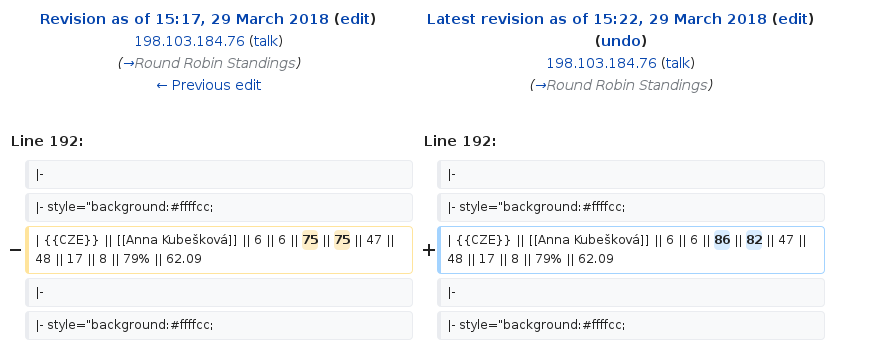 Revision as of 15:17, 29 March 2018 (edit)
198.103.184.76 (talk)
(→Round Robin Standings)
← Previous edit
Latest revision as of 15:22, 29 March 2018 (edit)
(undo)
198.103.184.76 (talk)
(→Round Robin Standings)
Line 192:
Line 192:
|-
|-
|- style="background:#ffffcc;
|- style="background:#ffffcc;
− | {{CZE}} || [[Anna Kubešková]] || 6 || 6 || 75 || 75 || 47 ||
48 || 17 || 8 || 79% || 62.09
+ | {{CZE}} || [[Anna Kubešková]] || 6 || 6 || 86 || 82 || 47 ||
48 || 17 || 8 || 79% || 62.09
|-
|-
|- style="background:#ffffcc;
|- style="background:#ffffcc;